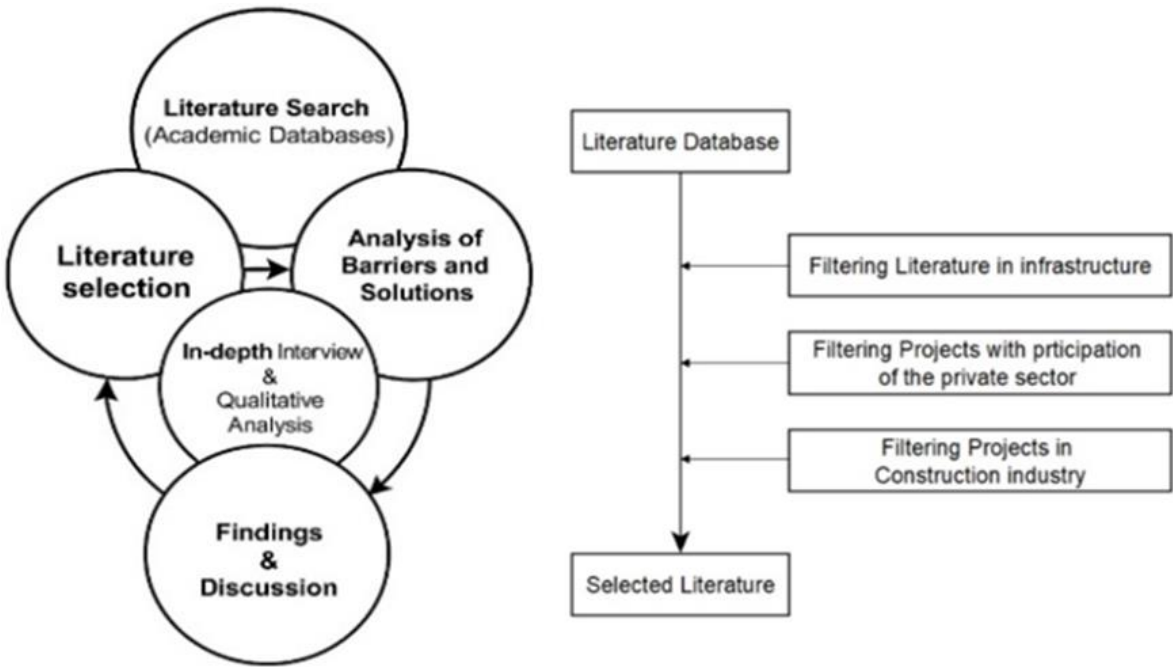 Literature Search
(Academic Databases)
Literature
selection
Analysis of
Barriers and
Solutions
In-depth Interview
&
Qualitative
Analysis
Findings
&
Discussion
Literature Database
Filtering Literature in infrastructure
Filtering Projects with prticipation
of the private sector
Filtering Projects in
Construction industry
Selected Literature